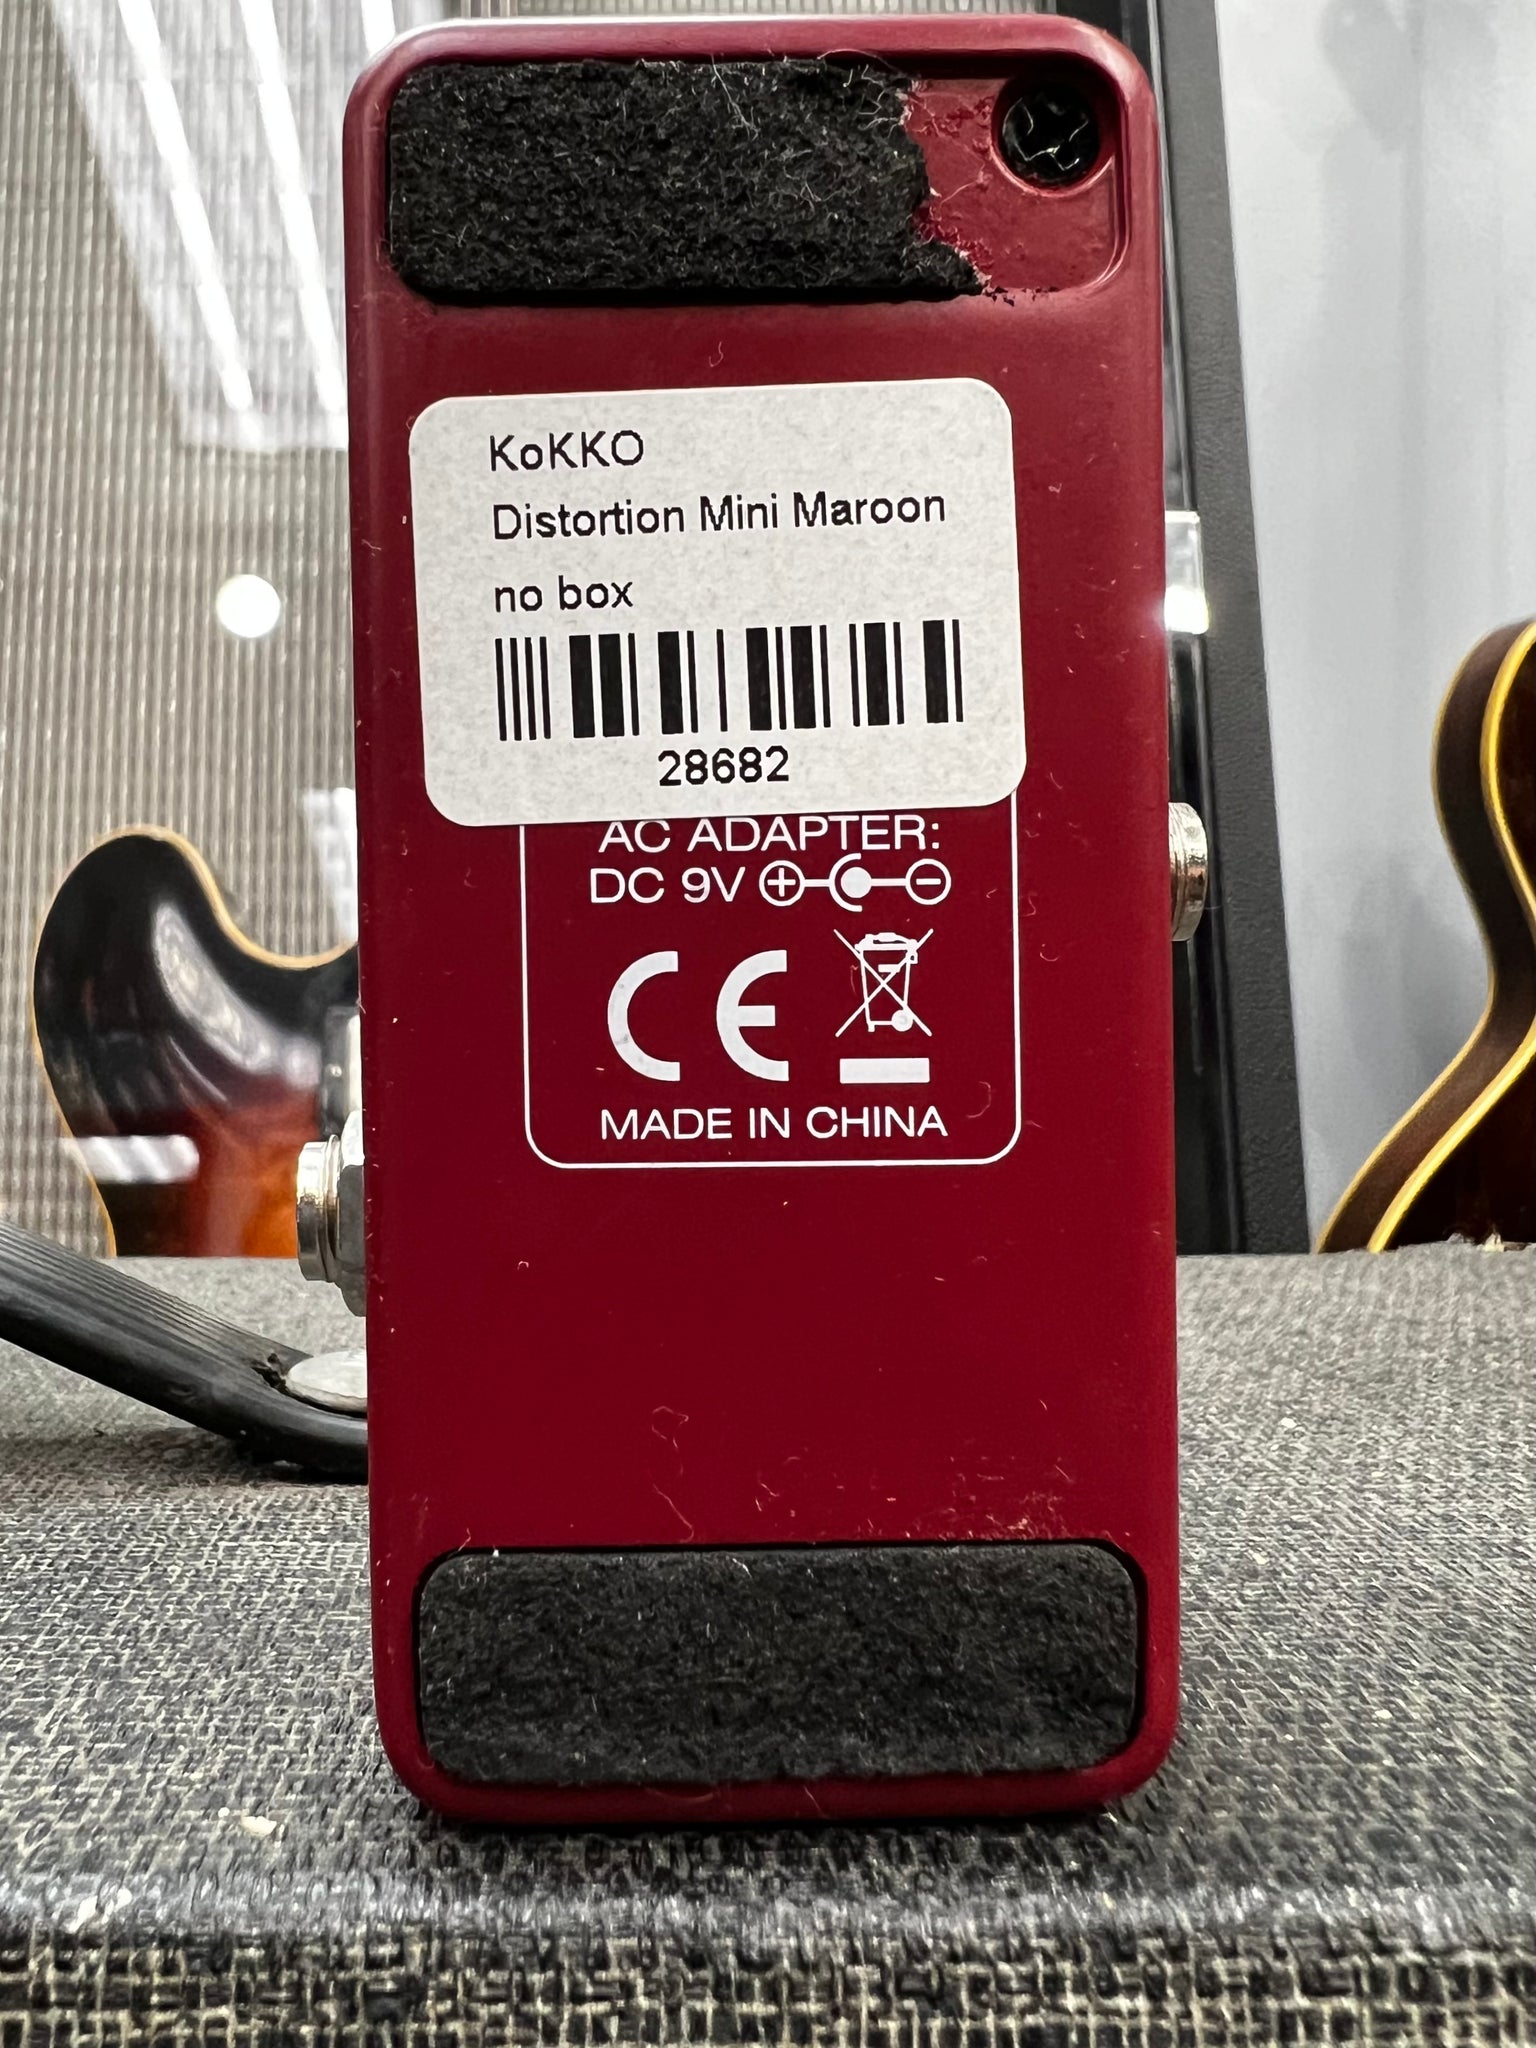 KoKKO
Distortion Mini Maroon
no box
28682
AC ADAPTER:
DC 9V
CE
MADE IN CHINA